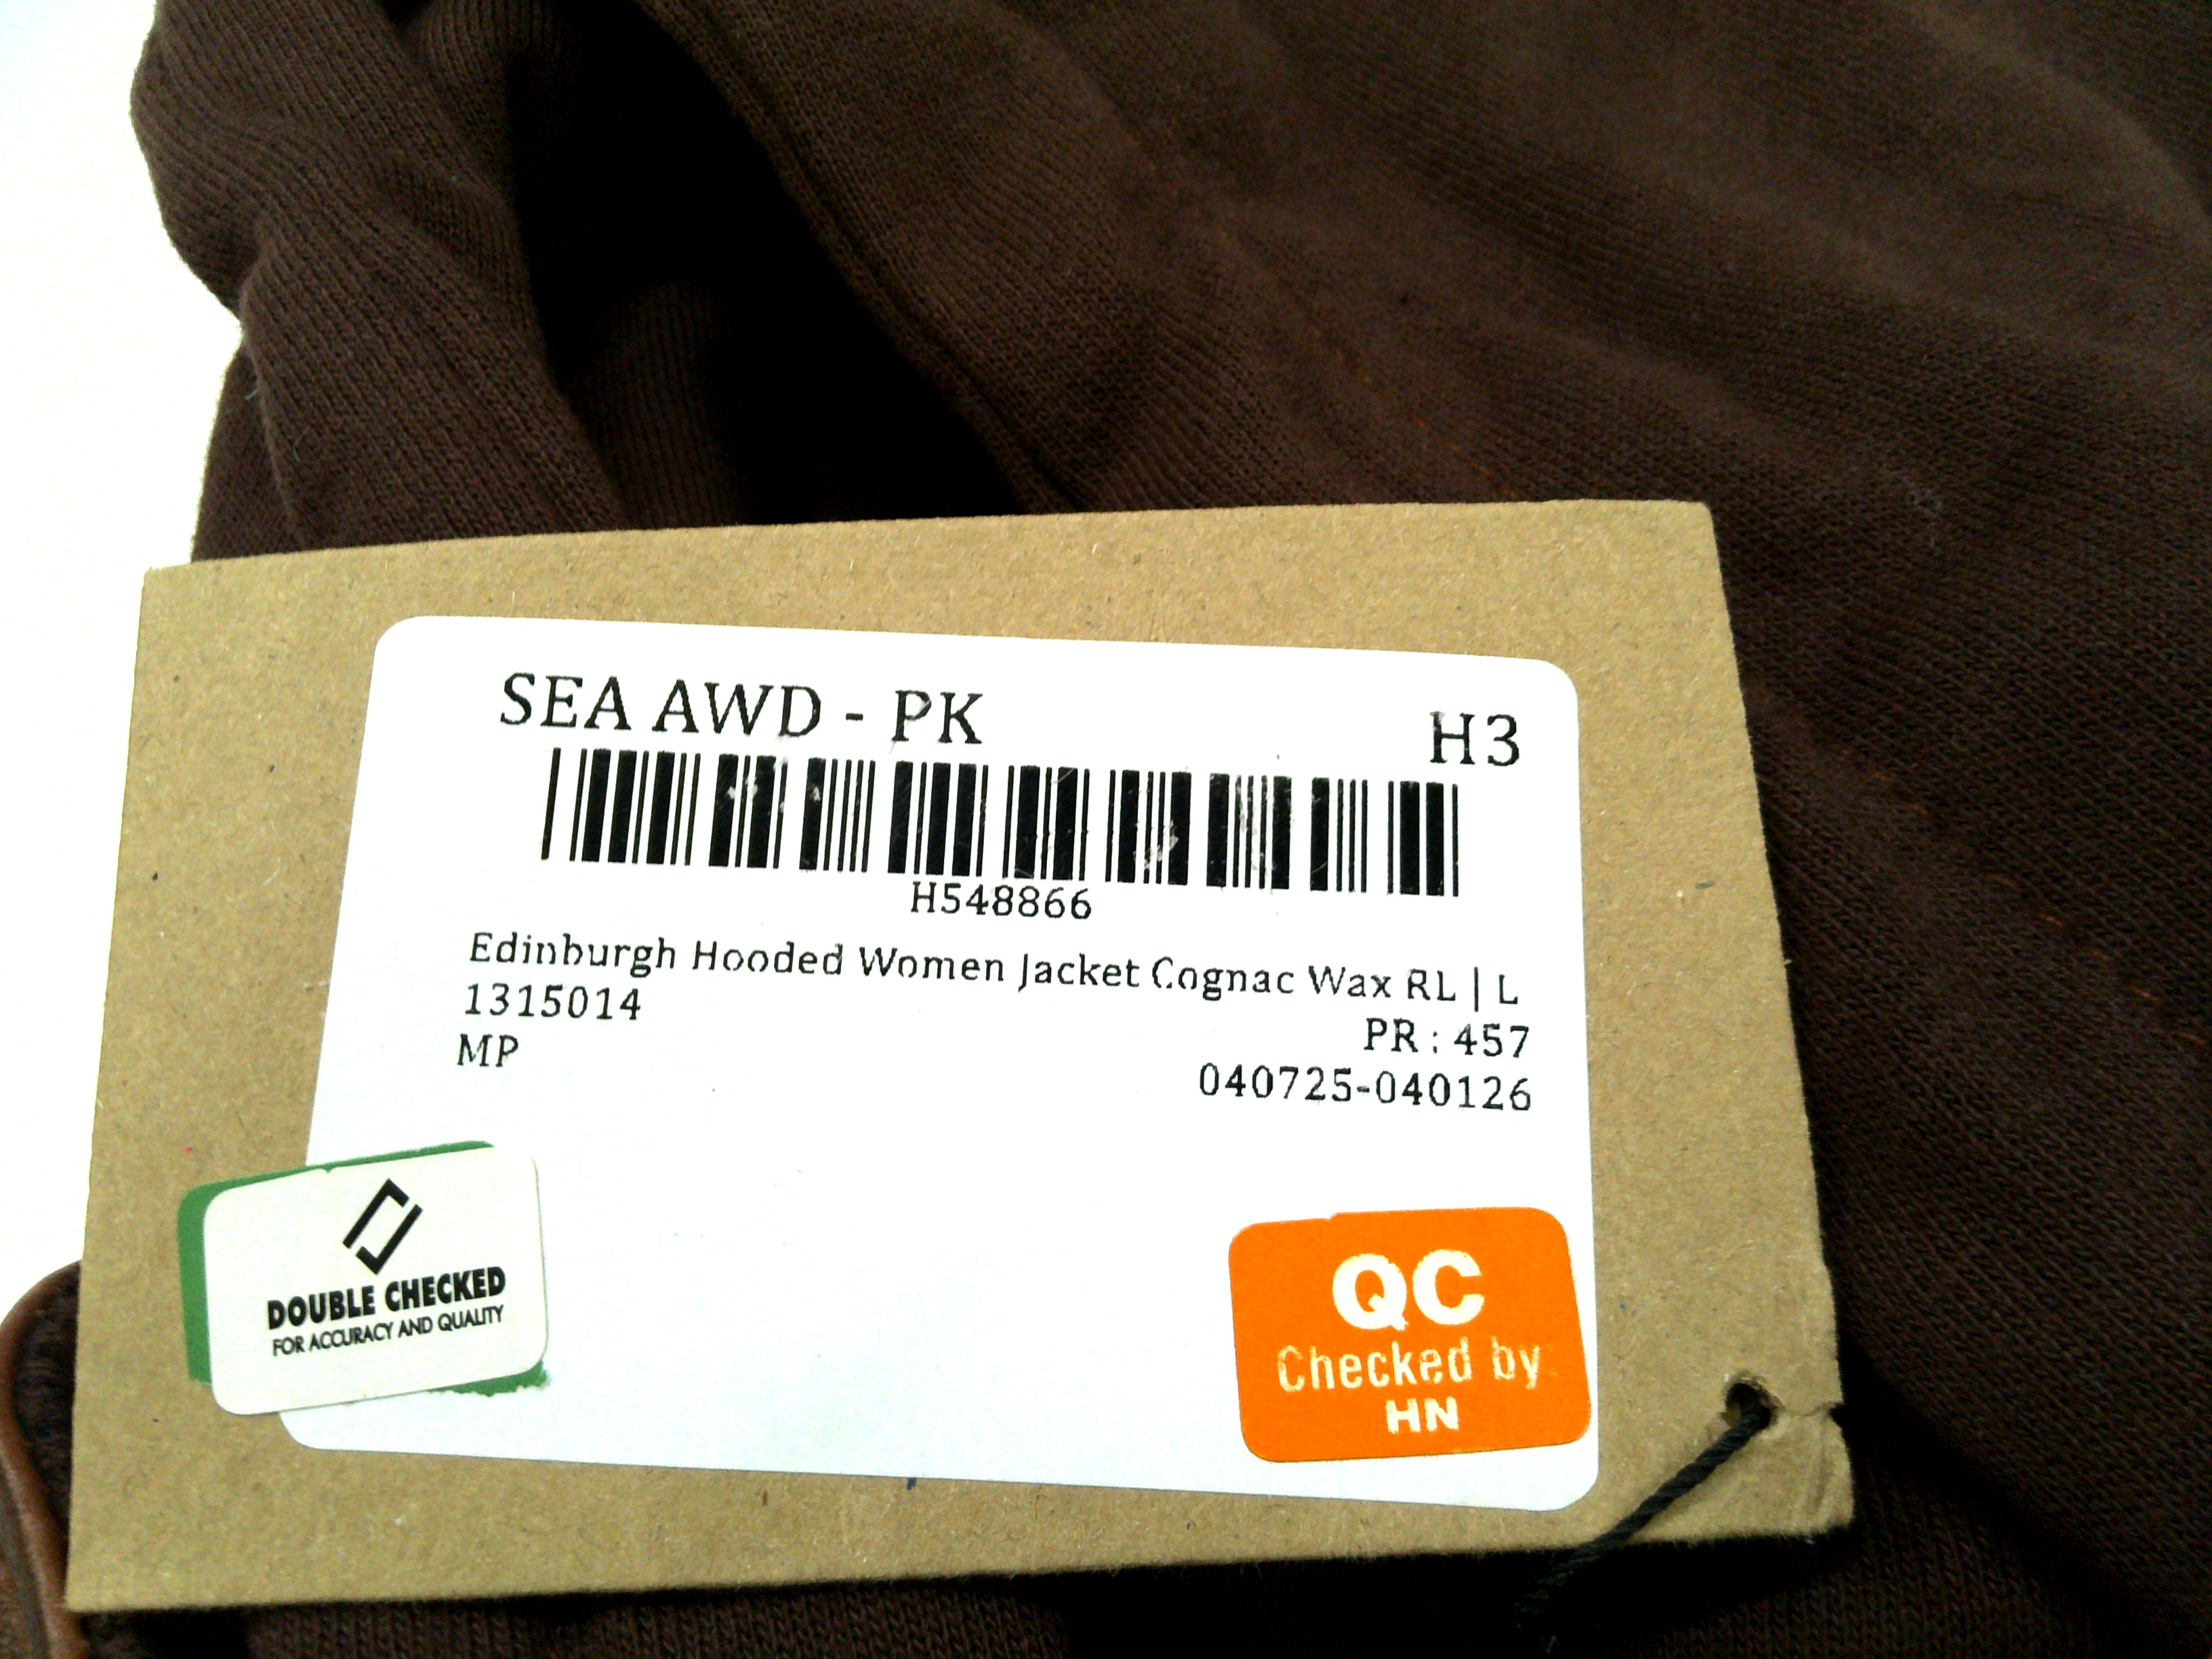 SEA AWD - PK
H3
H548866
Edinburgh Hooded Women Jacket Cognac Wax RL | L
1315014
PR : 457
MP
040725-040126
DOUBLE CHECKED
FOR ACCURACY AND QUALITY
QC
Checked by
HN